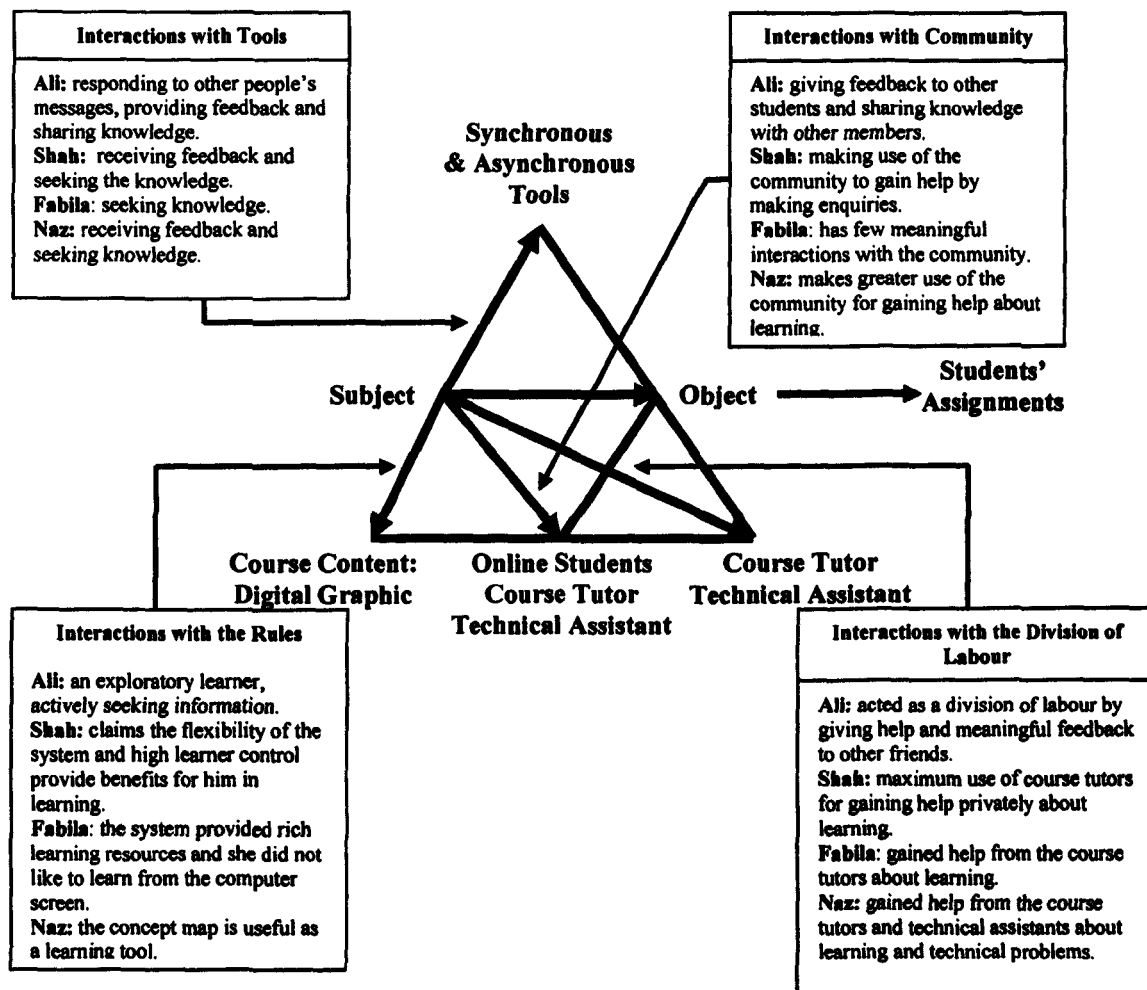 Interactions with Tools
Ali: responding to other people's
messages, providing feedback and
sharing knowledge.
Shah: receiving feedback and
seeking the knowledge.
Fabila: seeking knowledge.
Naz: receiving feedback and
seeking knowledge.
Interactions with Community
Ali: giving feedback to other
students and sharing knowledge
with other members.
Shah: making use of the
community to gain help by
making enquiries.
Fabila: has few meaningful
interactions with the community.
Naz: makes greater use of the
community for gaining help about
learning.
Synchronous
& Asynchronous
Tools
Subject
Object
Students'
Assignments
Course Content:
Digital Graphic
Online Students
Course Tutor
Technical Assistant
Course Tutor
Technical Assistant
Interactions with the Rules
Ali: an exploratory learner,
actively seeking information.
Shah: claims the flexibility of the
system and high learner control
provide benefits for him in
learning.
Fabila: the system provided rich
learning resources and she did not
like to learn from the computer
screen.
Naz: the concept map is useful as
a learning tool.
Interactions with the Division of
Labour
Ali: acted as a division of labour by
giving help and meaningful feedback
to other friends.
Shah: maximum use of course tutors
for gaining help privately about
learning.
Fabila: gained help from the course
tutors about learning.
Naz: gained help from the course
tutors and technical assistants about
learning and technical problems.